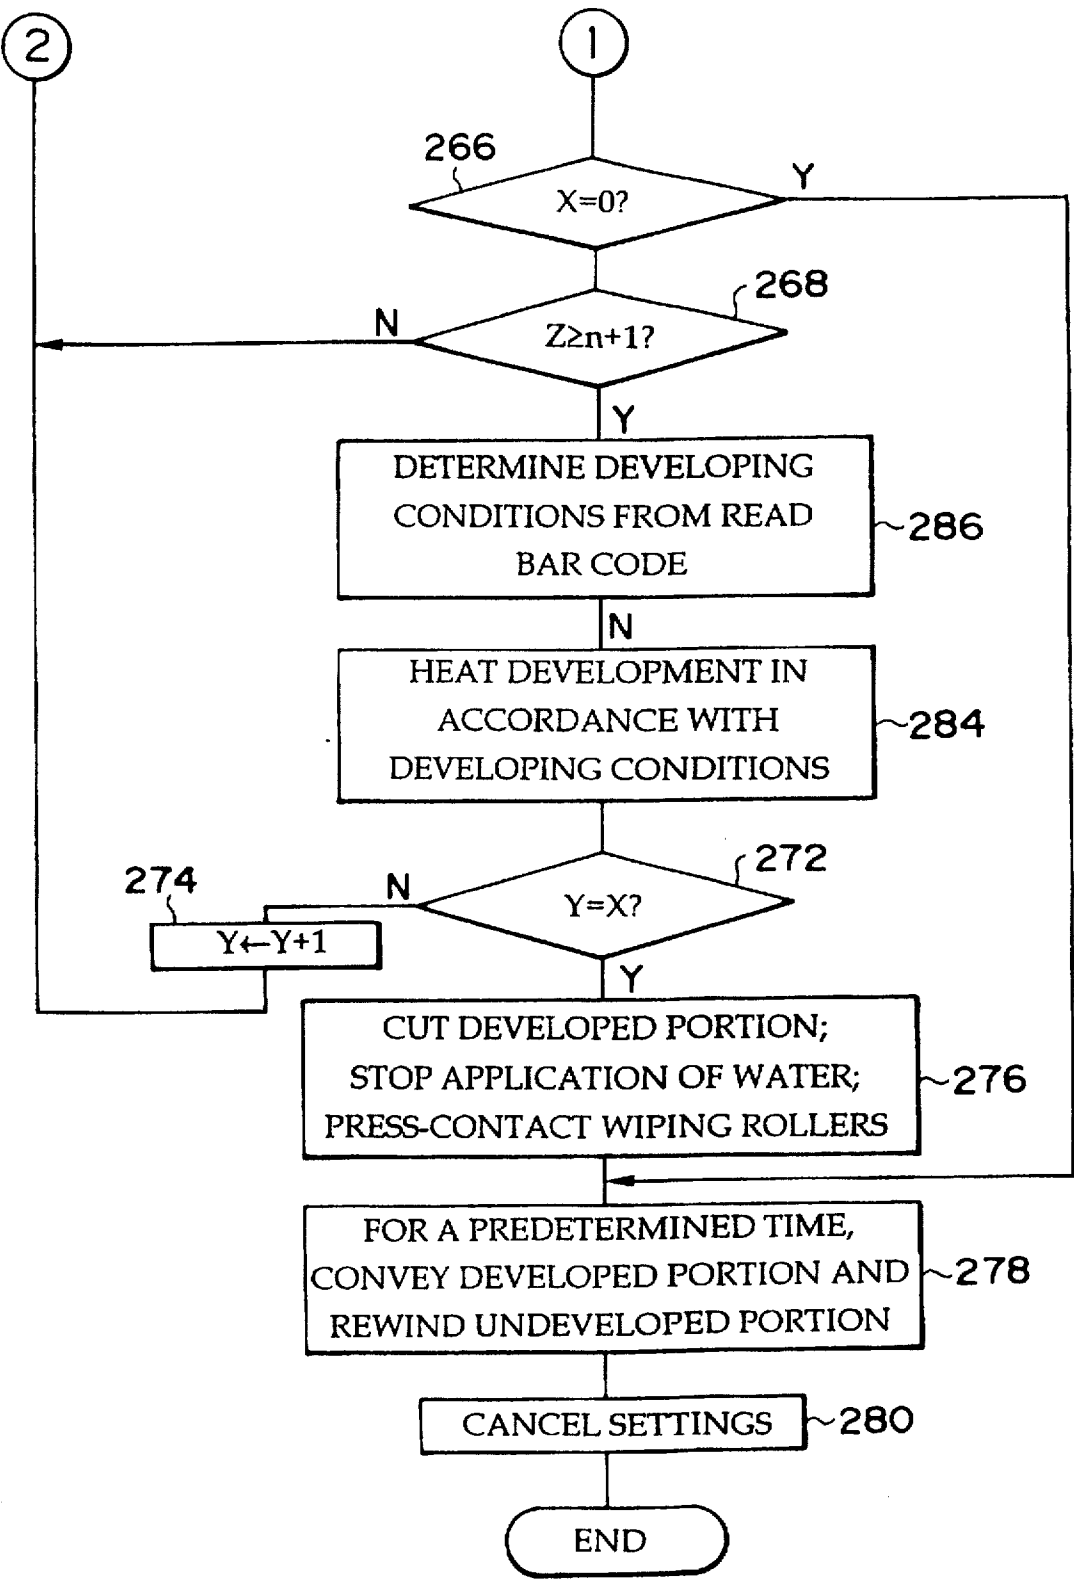 2
1
266
X=0?
Y
268
N
Z≥n+1?
Y
DETERMINE DEVELOPING
CONDITIONS FROM READ
BAR CODE
286
N
HEAT DEVELOPMENT IN
ACCORDANCE WITH
DEVELOPING CONDITIONS
284
272
274
N
Y=X?
Y←Y+1
Y
CUT DEVELOPED PORTION;
STOP APPLICATION OF WATER;
PRESS-CONTACT WIPING ROLLERS
276
FOR A PREDETERMINED TIME,
CONVEY DEVELOPED PORTION AND
REWIND UNDEVELOPED PORTION
278
CANCEL SETTINGS
280
END